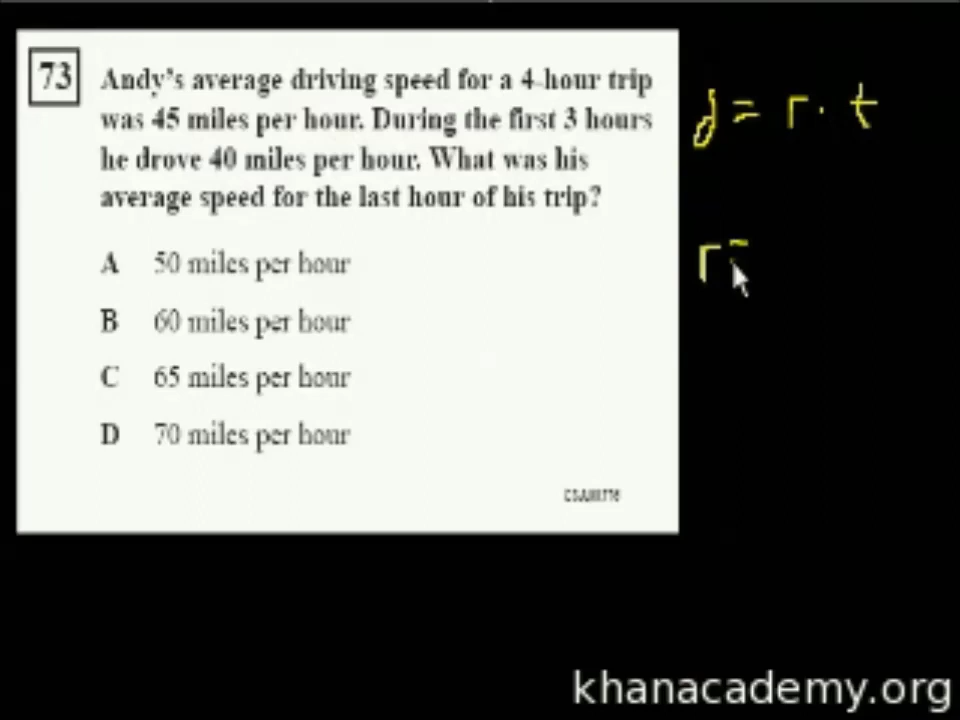 73
Andy's average driving speed for a 4-hour trip
was 45 miles per hour. During the first 3 hours
he drove 40 miles per hour. What was his
average speed for the last hour of his trip?
A 50 miles per hour
B 60 miles per hour
C 65 miles per hour
D 70 miles per hour
d = r · t
r =
khanacademy.org